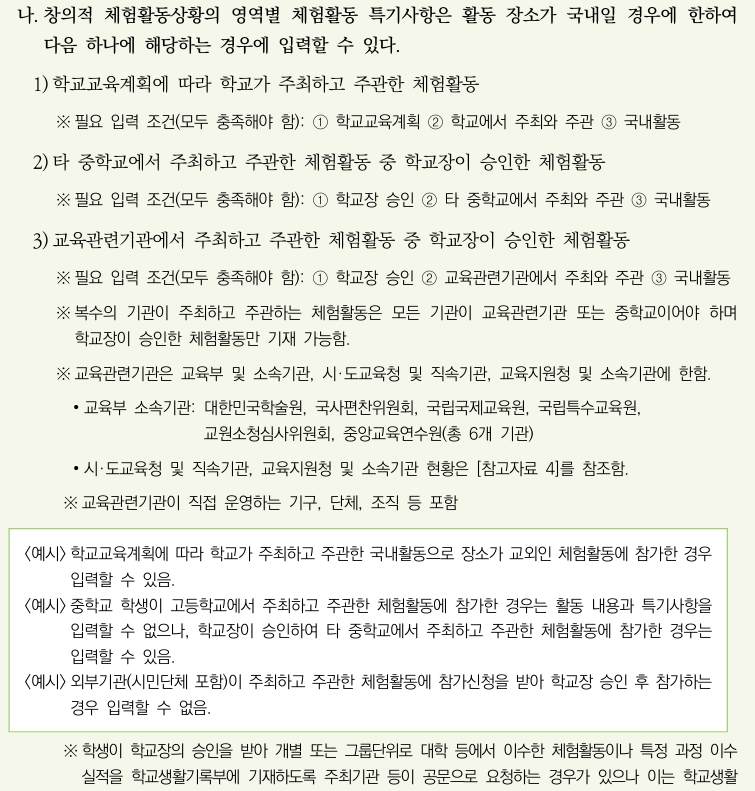 나. 창의적 체험활동상황의 영역별 체험활동 특기사항은 활동 장소가 국내일 경우에 한하여
다음 하나에 해당하는 경우에 입력할 수 있다.
1) 학교교육계획에 따라 학교가 주최하고 주관한 체험활동
※ 필요 입력 조건(모두 충족해야 함): ① 학교교육계획 ② 학교에서 주최와 주관 ③ 국내활동
2) 타 중학교에서 주최하고 주관한 체험활동 중 학교장이 승인한 체험활동
※ 필요 입력 조건(모두 충족해야 함): ① 학교장 승인 ② 타 중학교에서 주최와 주관 ③ 국내활동
3) 교육관련기관에서 주최하고 주관한 체험활동 중 학교장이 승인한 체험활동
※ 필요 입력 조건(모두 충족해야 함): ① 학교장 승인 ② 교육관련기관에서 주최와 주관 ③ 국내활동
※ 복수의 기관이 주최하고 주관하는 체험활동은 모든 기관이 교육관련기관 또는 중학교이어야 하며
학교장이 승인한 체험활동만 기재 가능함.
※ 교육관련기관은 교육부 및 소속기관, 시·도교육청 및 직속기관, 교육지원청 및 소속기관에 한함.
• 교육부 소속기관: 대한민국학술원, 국사편찬위원회, 국립국제교육원, 국립특수교육원,
교원소청심사위원회, 중앙교육연수원(총 6개 기관)
• 시·도교육청 및 직속기관, 교육지원청 및 소속기관 현황은 [참고자료 4]를 참조함.
※ 교육관련기관이 직접 운영하는 기구, 단체, 조직 등 포함
〈예시〉 학교교육계획에 따라 학교가 주최하고 주관한 국내활동으로 장소가 교외인 체험활동에 참가한 경우
입력할 수 있음.
〈예시〉 중학교 학생이 고등학교에서 주최하고 주관한 체험활동에 참가한 경우는 활동 내용과 특기사항을
입력할 수 없으나, 학교장이 승인하여 타 중학교에서 주최하고 주관한 체험활동에 참가한 경우는
입력할 수 있음.
〈예시〉 외부기관(시민단체 포함)이 주최하고 주관한 체험활동에 참가신청을 받아 학교장 승인 후 참가하는
경우 입력할 수 없음.
※ 학생이 학교장의 승인을 받아 개별 또는 그룹단위로 대학 등에서 이수한 체험활동이나 특정 과정 이수
실적을 학교생활기록부에 기재하도록 주최기관 등이 공문으로 요청하는 경우가 있으나 이는 학교생활